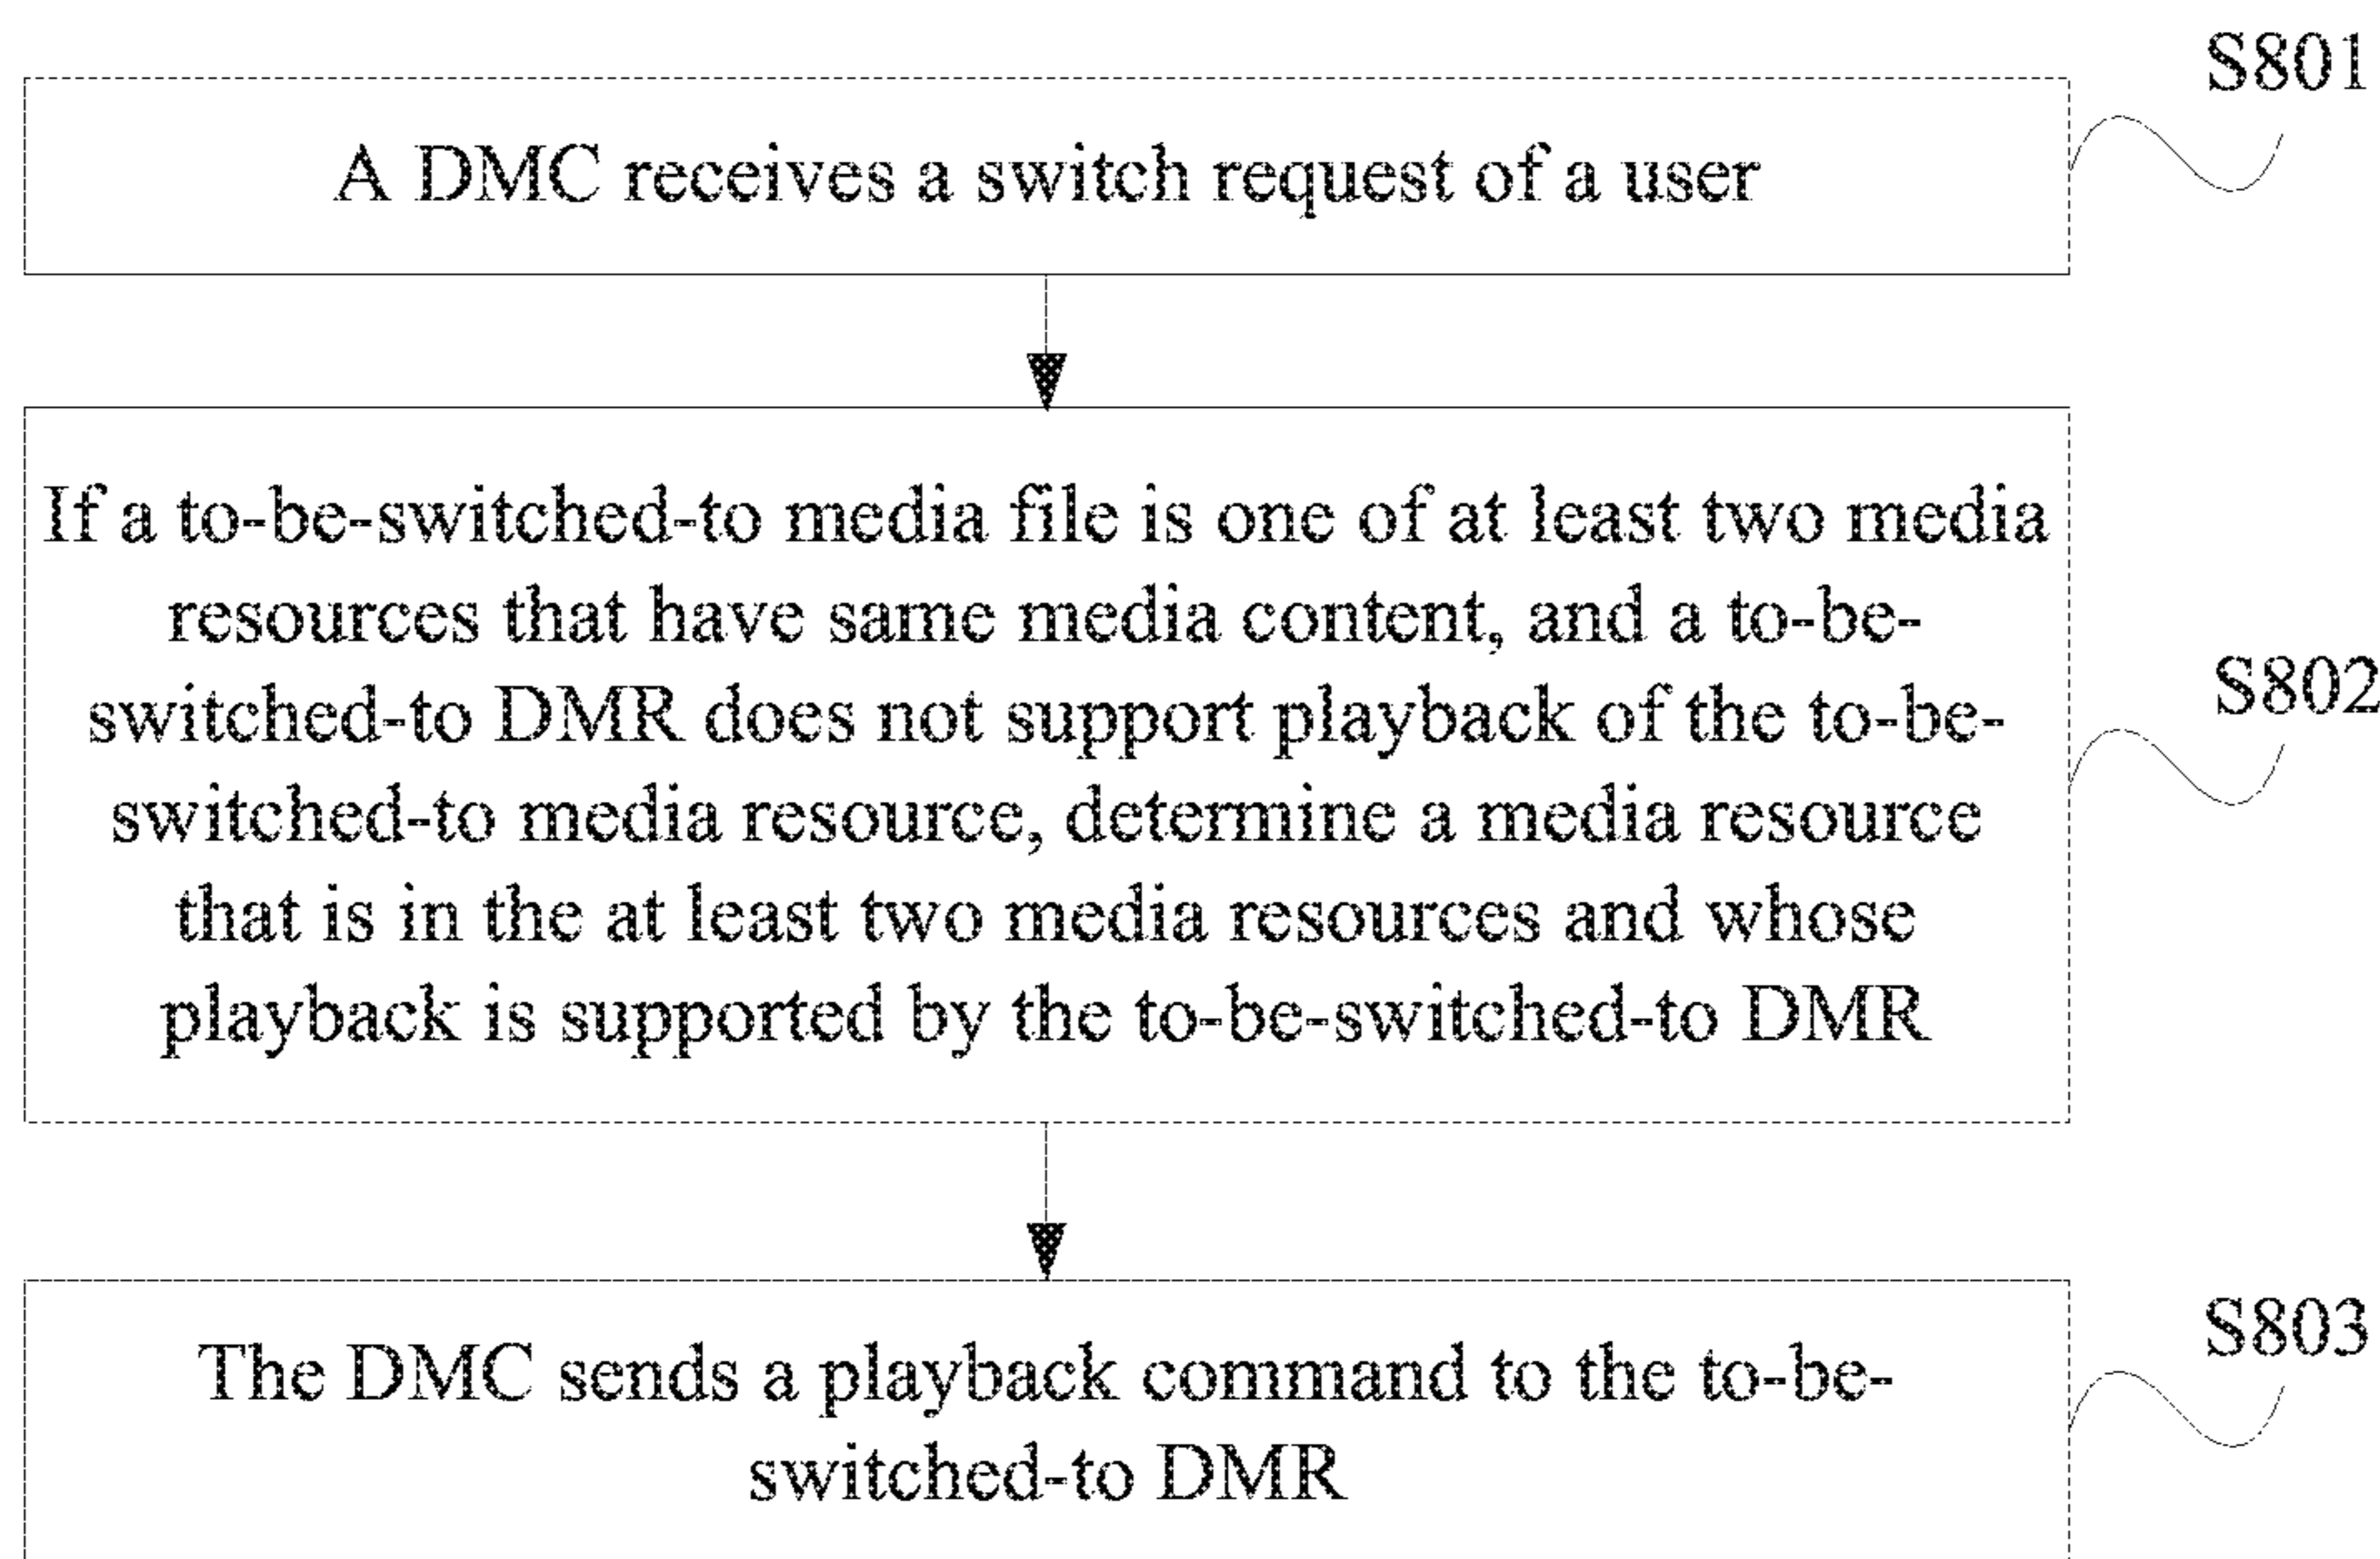 S801
A DMC receives a switch request of a user
If a to-be-switched-to media file is one of at least two media
resources that have same media content, and a to-be-
switched-to DMR does not support playback of the to-be-
switched-to media resource, determine a media resource
that is in the at least two media resources and whose
playback is supported by the to-be-switched-to DMR
S802
The DMC sends a playback command to the to-be-
switched-to DMR
S803